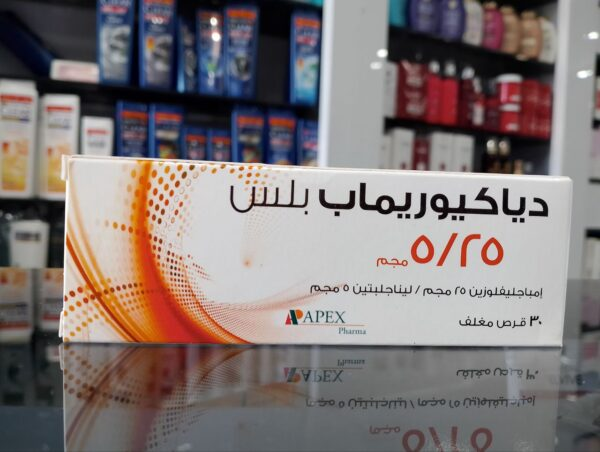 دياكيوريماب بلس
٥/٢٥ مجم
إمباجليفلوزين ٢٥ مجم / ليناجلبتين ٥ مجم
٣٠ قرص مغلف
APEX
Pharma